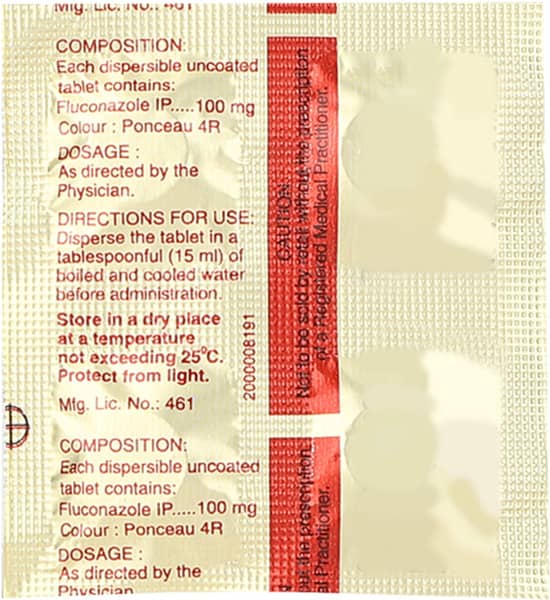 Mfg. Lic. No.: 461
COMPOSITION:
Each dispersible uncoated
tablet contains:
Fluconazole IP.....100 mg
Colour : Ponceau 4R
DOSAGE :
As directed by the
Physician.
DIRECTIONS FOR USE:
Disperse the tablet in a
tablespoonful (15 ml) of
boiled and cooled water
before administration.
Store in a dry place
at a temperature
not exceeding 25°C.
Protect from light.
Mfg. Lic. No.: 461
COMPOSITION:
Each dispersible uncoated
tablet contains:
Fluconazole IP.....100 mg
Colour : Ponceau 4R
DOSAGE :
As directed by the
Physician
2000008191
CAUTION
Not to be sold by retail without the prescription
of a Registered Medical Practitioner.
the prescription
al Practitioner.